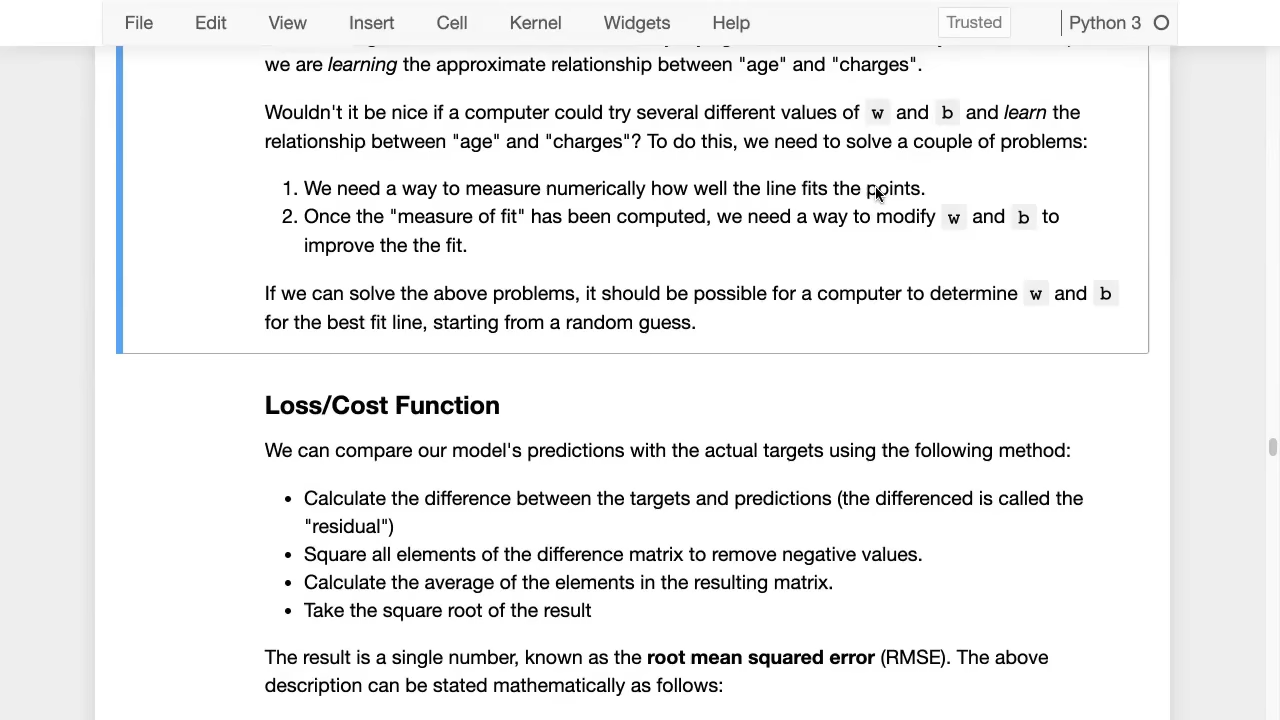 File Edit View Insert Cell Kernel Widgets Help Trusted Python 3
we are learning the approximate relationship between "age" and "charges".
Wouldn't it be nice if a computer could try several different values of w and b and learn the
relationship between "age" and "charges"? To do this, we need to solve a couple of problems:
1. We need a way to measure numerically how well the line fits the points.
2. Once the "measure of fit" has been computed, we need a way to modify w and b to
improve the the fit.
If we can solve the above problems, it should be possible for a computer to determine w and b
for the best fit line, starting from a random guess.
Loss/Cost Function
We can compare our model's predictions with the actual targets using the following method:
• Calculate the difference between the targets and predictions (the differenced is called the
"residual")
• Square all elements of the difference matrix to remove negative values.
• Calculate the average of the elements in the resulting matrix.
• Take the square root of the result
The result is a single number, known as the root mean squared error (RMSE). The above
description can be stated mathematically as follows: